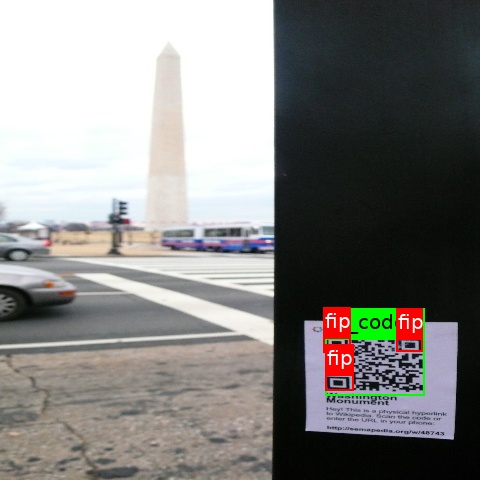 fip
_cod
fip
fip
Washington
Monument
Hey! This is a physical hyperlink
to Wikipedia. Scan the code or
enter the URL in your phone:
http://semapedia.org/w/48743